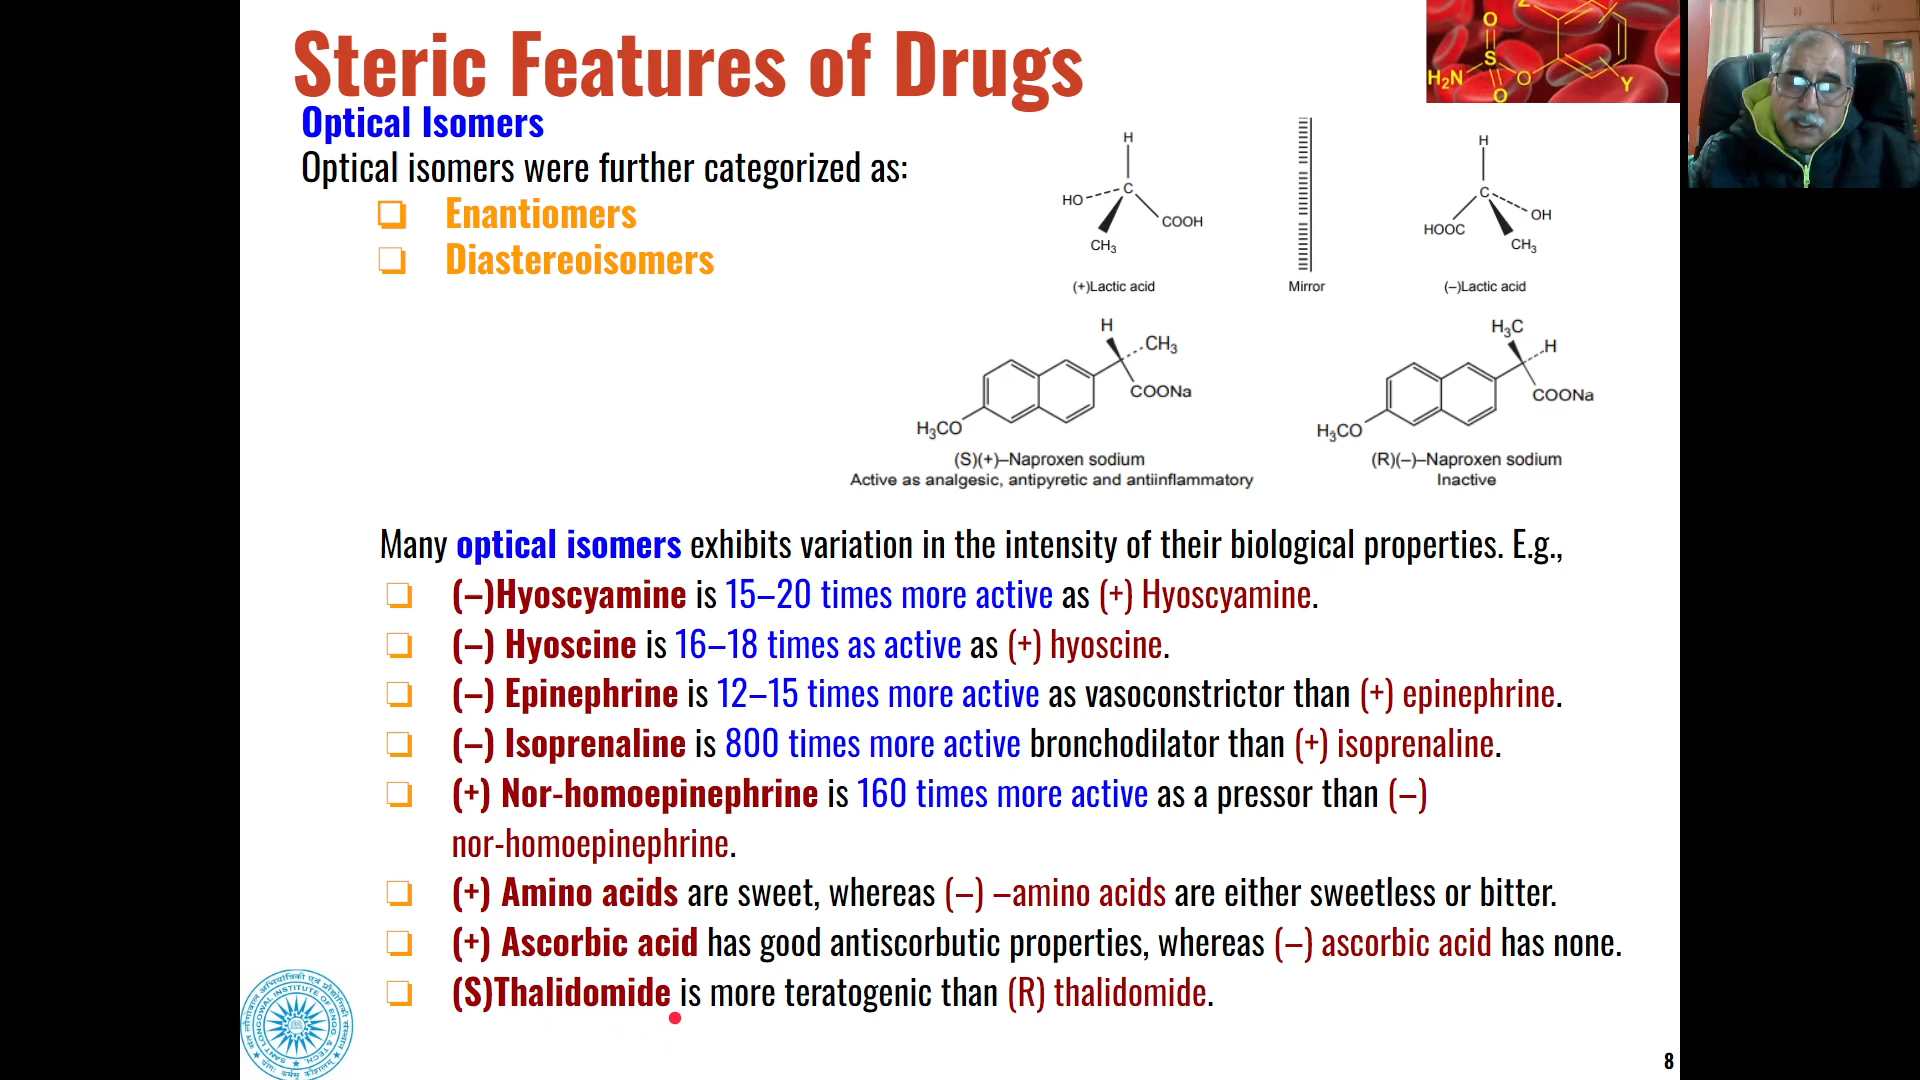 Steric Features of Drugs
Optical Isomers
Optical isomers were further categorized as:
❏ Enantiomers
❏ Diastereoisomers
H₂N
S
O
O
O
Z
Y
H
HO
C
COOH
CH₃
(+)Lactic acid
Mirror
H
C
OH
HOOC
CH₃
(–)Lactic acid
H
CH₃
COONa
H₃CO
(S)(+)–Naproxen sodium
Active as analgesic, antipyretic and antiinflammatory
H₃C
H
COONa
H₃CO
(R)(–)–Naproxen sodium
Inactive
Many optical isomers exhibits variation in the intensity of their biological properties. E.g.,
❏ (–)Hyoscyamine is 15–20 times more active as (+) Hyoscyamine.
❏ (–) Hyoscine is 16–18 times as active as (+) hyoscine.
❏ (–) Epinephrine is 12–15 times more active as vasoconstrictor than (+) epinephrine.
❏ (–) Isoprenaline is 800 times more active bronchodilator than (+) isoprenaline.
❏ (+) Nor-homoepinephrine is 160 times more active as a pressor than (–)
nor-homoepinephrine.
❏ (+) Amino acids are sweet, whereas (–) –amino acids are either sweetless or bitter.
❏ (+) Ascorbic acid has good antiscorbutic properties, whereas (–) ascorbic acid has none.
❏ (S)Thalidomide is more teratogenic than (R) thalidomide.
SANT LONGOWAL INSTITUTE OF ENGG. & TECH.
8